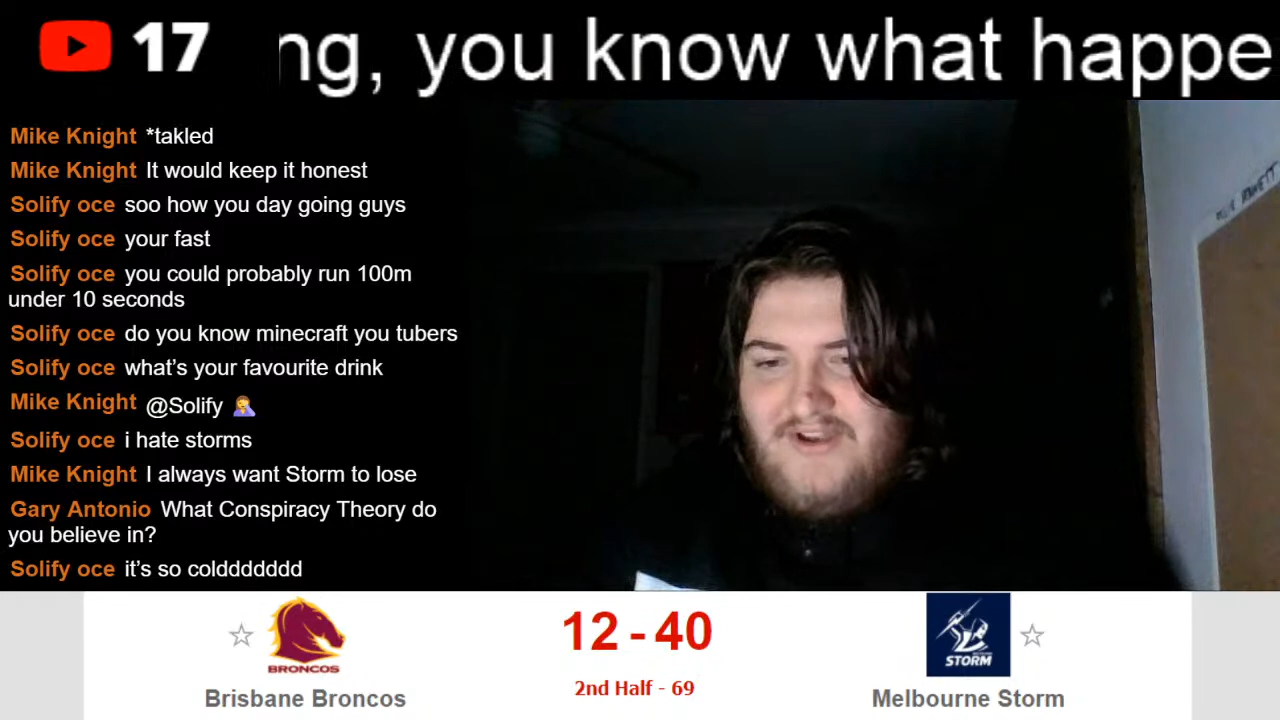 17
ng, you know what happe
Mike Knight *takled
Mike Knight It would keep it honest
Solify oce soo how you day going guys
Solify oce your fast
Solify oce you could probably run 100m
under 10 seconds
Solify oce do you know minecraft you tubers
Solify oce what's your favourite drink
Mike Knight @Solify 🤦‍♀️
Solify oce i hate storms
Mike Knight I always want Storm to lose
Gary Antonio What Conspiracy Theory do
you believe in?
Solify oce it's so colddddddd
BRONCOS
Brisbane Broncos
12 - 40
2nd Half - 69
STORM
Melbourne Storm